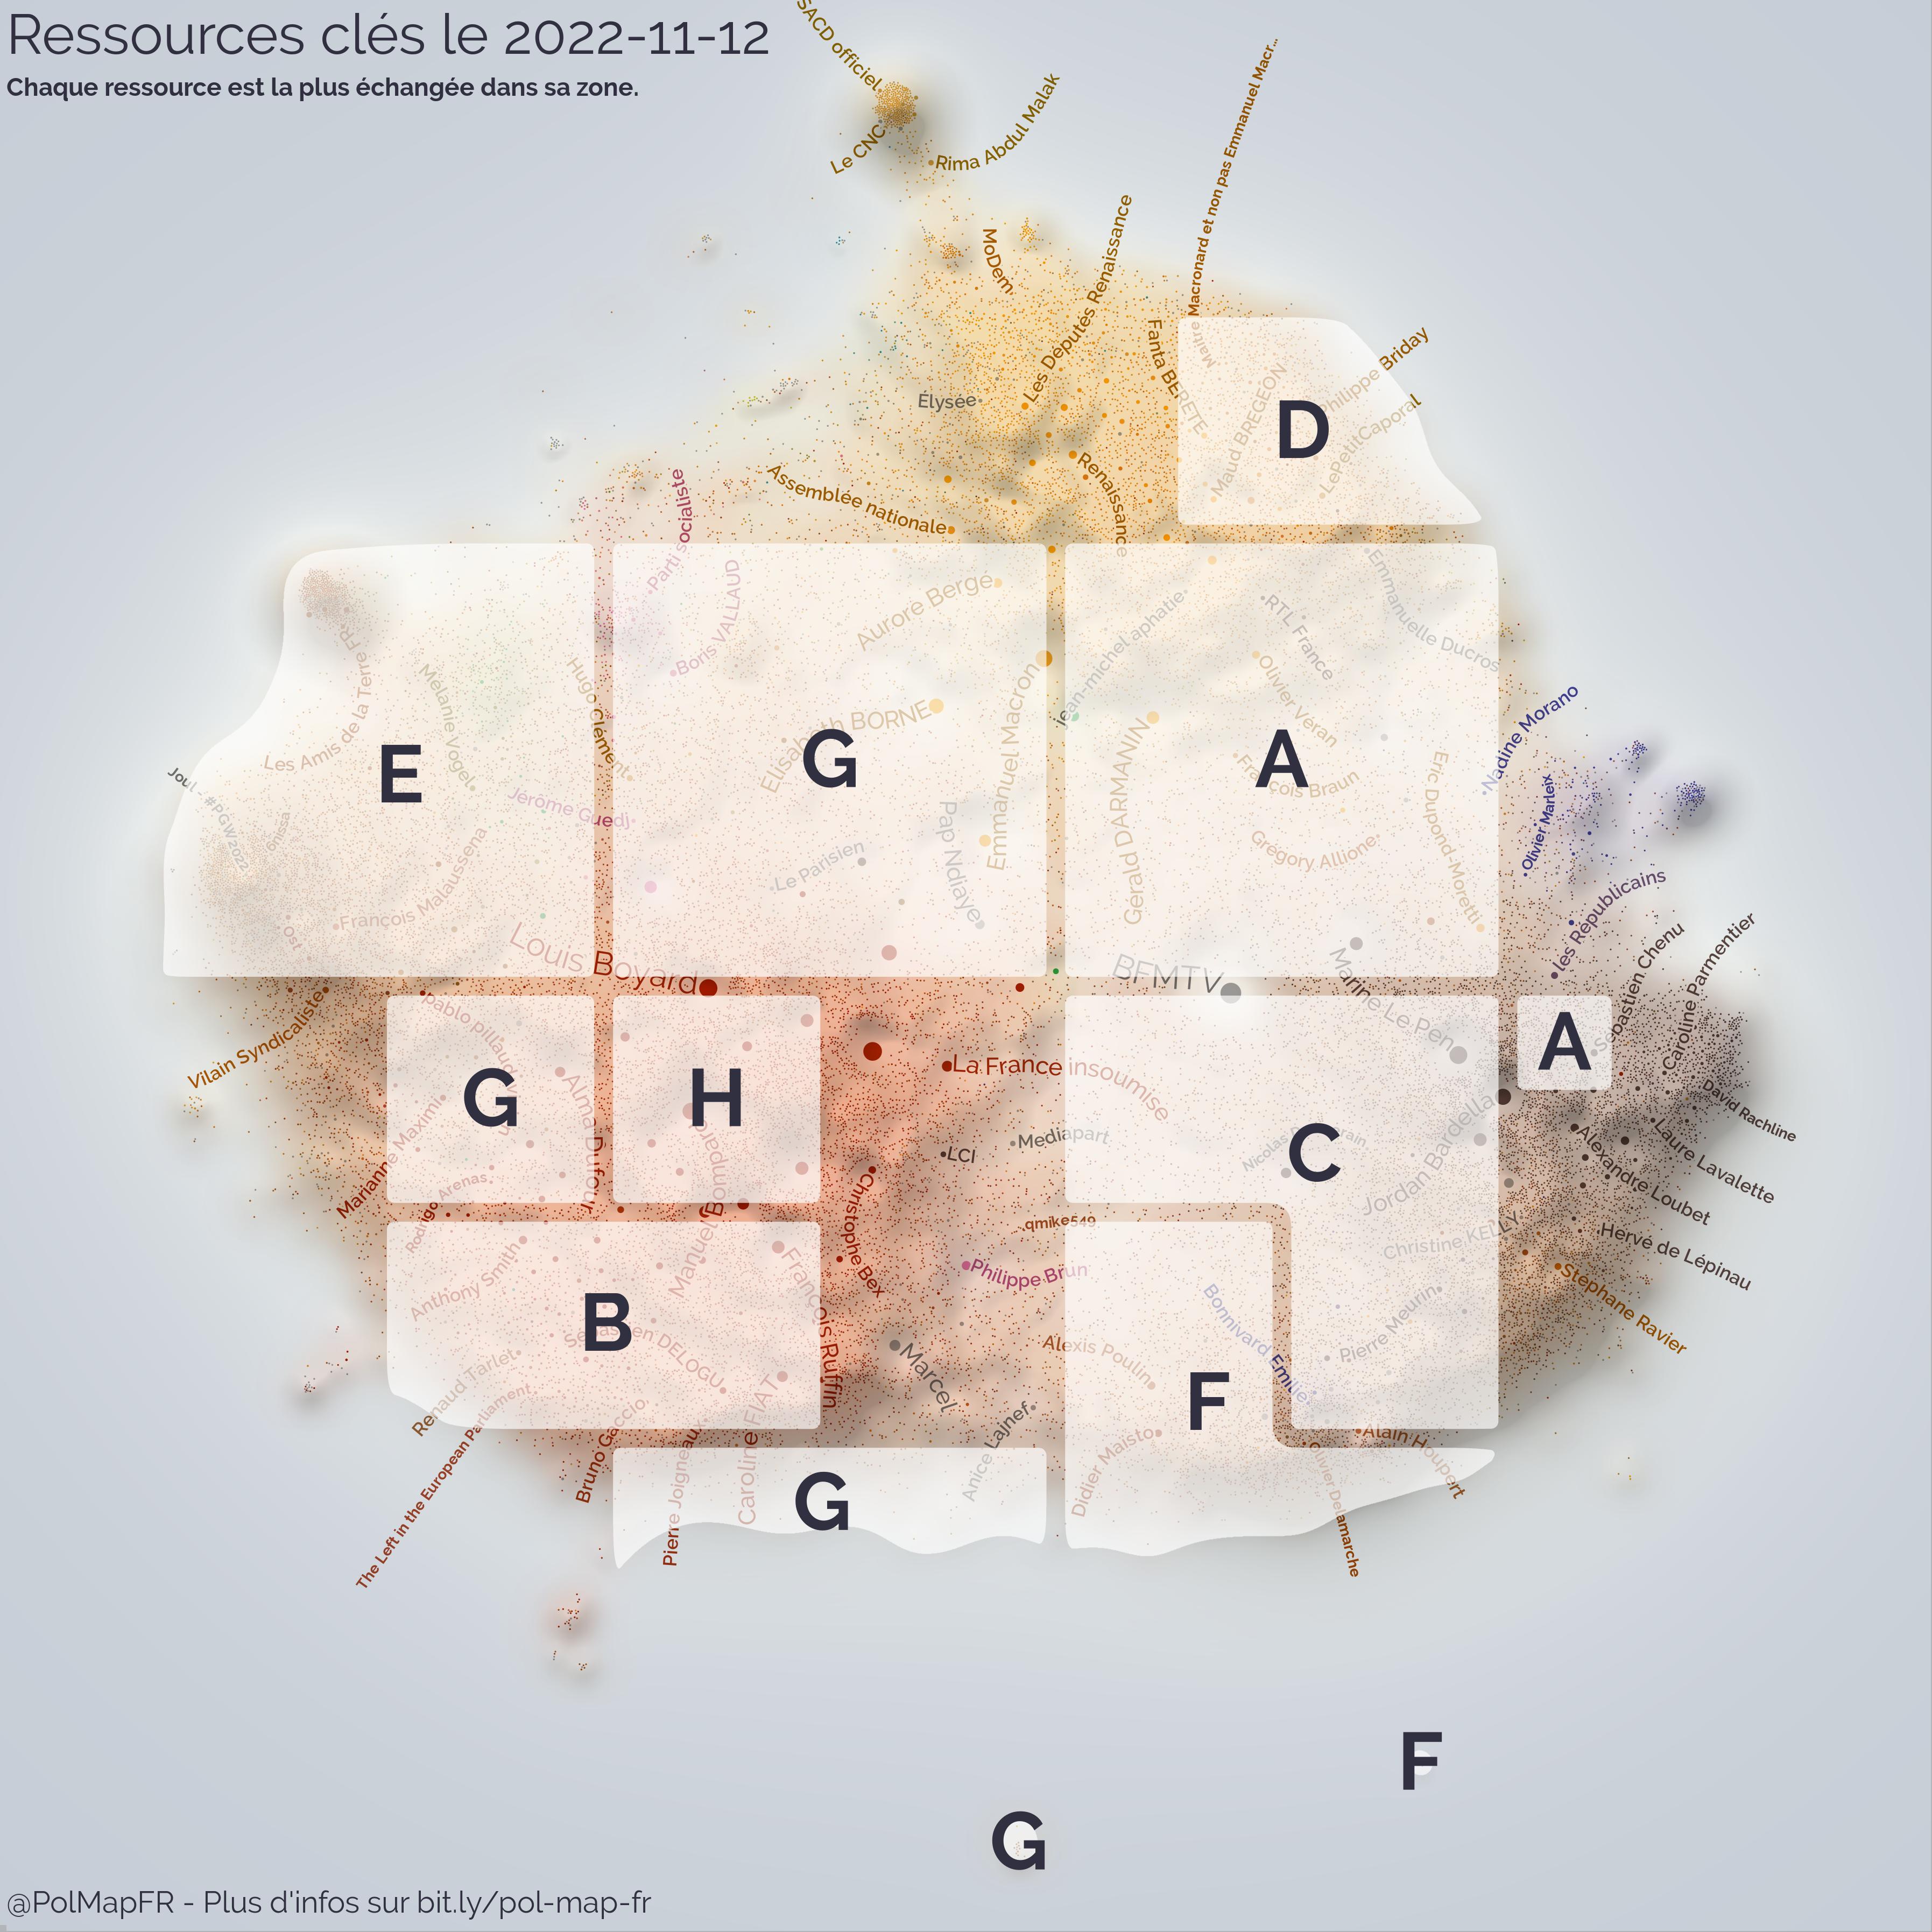 Ressources clés le 2022-11-12
Chaque ressource est la plus échangée dans sa zone.
SACD officiel
Le CNC
Rima Abdul Malak
MoDem
Les Députés Renaissance
Maître Macronard et non pas Emmanuel Macr...
Fanta BERETE
Maud BREGEON
Philippe Briday
LePetitCaporal
D
Élysée
Renaissance
Assemblée nationale
Parti socialiste
Boris VALLAUD
Aurore Bergé
jean-michel aphatie
RTL France
Emmanuelle Ducros
Les Amis de la Terre FR
Mélanie Vogel
Hugo Clément
Élisabeth BORNE
Emmanuel Macron
Gérald DARMANIN
Olivier Véran
François Braun
Nadine Morano
E
G
A
Jérôme Guedj
Le Parisien
Pap Ndiaye
Grégory Allione
Eric Dupond-Moretti
Olivier Marleix
les Républicains
Francois Malaussena
Louis Boyard
BFMTV
Marine Le Pen
Sébastien Chenu
Caroline Parmentier
Vilain Syndicaliste
Alma Dufour
La France insoumise
A
David Rachline
G
H
C
Marianne Maximi
Manuel Bompard
LCI
Mediapart
Jordan Bardella
Laure Lavalette
Alexandre Loubet
Rodrigo Arenas
Christophe Bex
.qmike549.
Christine KELLY
Hervé de Lépinau
Anthony Smith
François Ruffin
Philippe Brun
Bonnivard Emilie
Pierre Meurin
Stephane Ravier
B
Sébastien DELOGU
Renaud Tarlet
Marcel
Alexis Poulin
F
The Left in the European Parliament
Bruno Gaccio
Pierre Joigneaux
Caroline FIAT
Anice Lajnef
Didier Maisto
Olivier Delamarche
Alain Houpert
G
F
G
@PolMapFR - Plus d'infos sur bit.ly/pol-map-fr